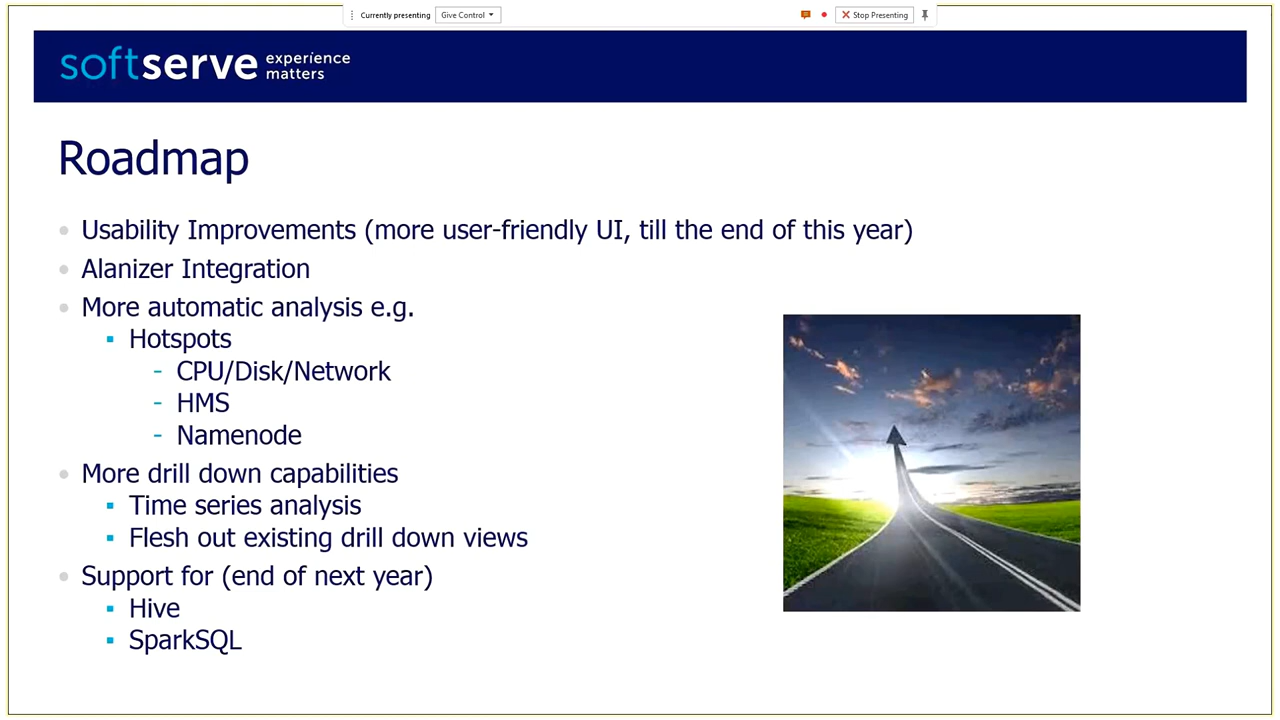 Currently presenting Give Control Stop Presenting
softserve experience matters
Roadmap
Usability Improvements (more user-friendly UI, till the end of this year)
Alanizer Integration
More automatic analysis e.g.
Hotspots
- CPU/Disk/Network
- HMS
- Namenode
More drill down capabilities
Time series analysis
Flesh out existing drill down views
Support for (end of next year)
Hive
SparkSQL